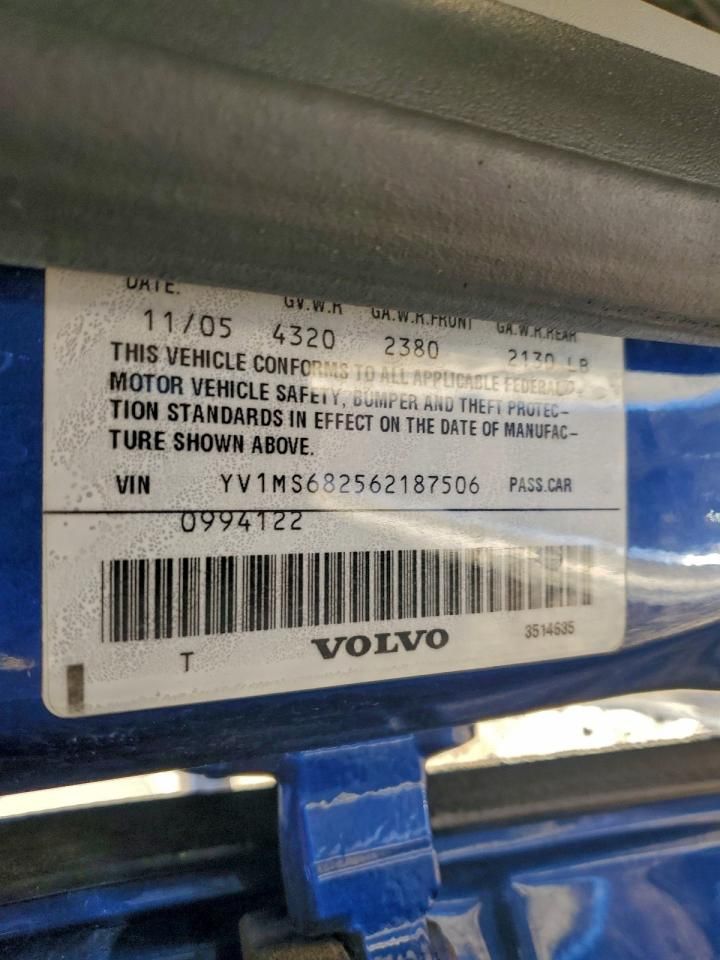 DATE: GV.W.R GA.W.R.FRONT GA.W.R.REAR
11/05 4320 2380 2130 LB
THIS VEHICLE CONFORMS TO ALL APPLICABLE FEDERAL
MOTOR VEHICLE SAFETY, BUMPER AND THEFT PROTEC-
TION STANDARDS IN EFFECT ON THE DATE OF MANUFAC-
TURE SHOWN ABOVE.
VIN YV1MS682562187506 PASS.CAR
0994122
T VOLVO 3514635